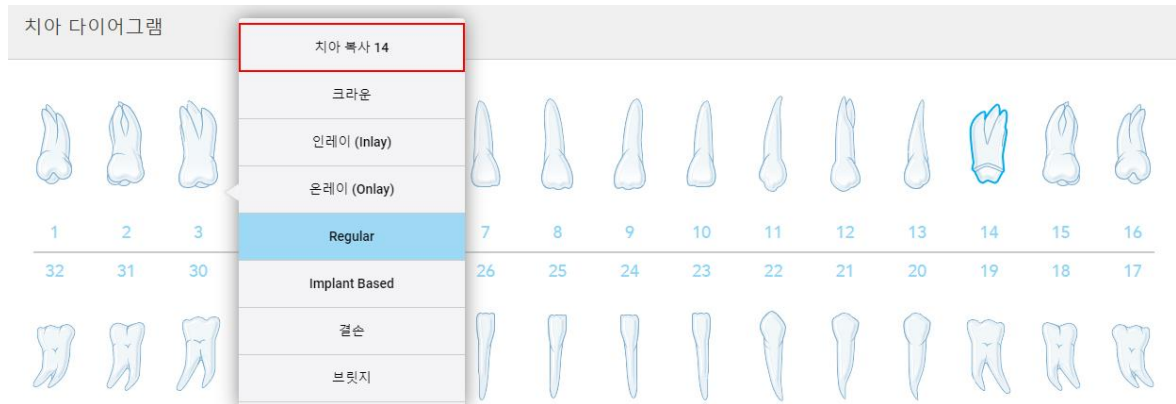 치아 다이어그램
치아 복사 14
크라운
인레이 (Inlay)
온레이 (Onlay)
Regular
Implant Based
결손
브릿지
1 2 3 7 8 9 10 11 12 13 14 15 16
32 31 30 26 25 24 23 22 21 20 19 18 17